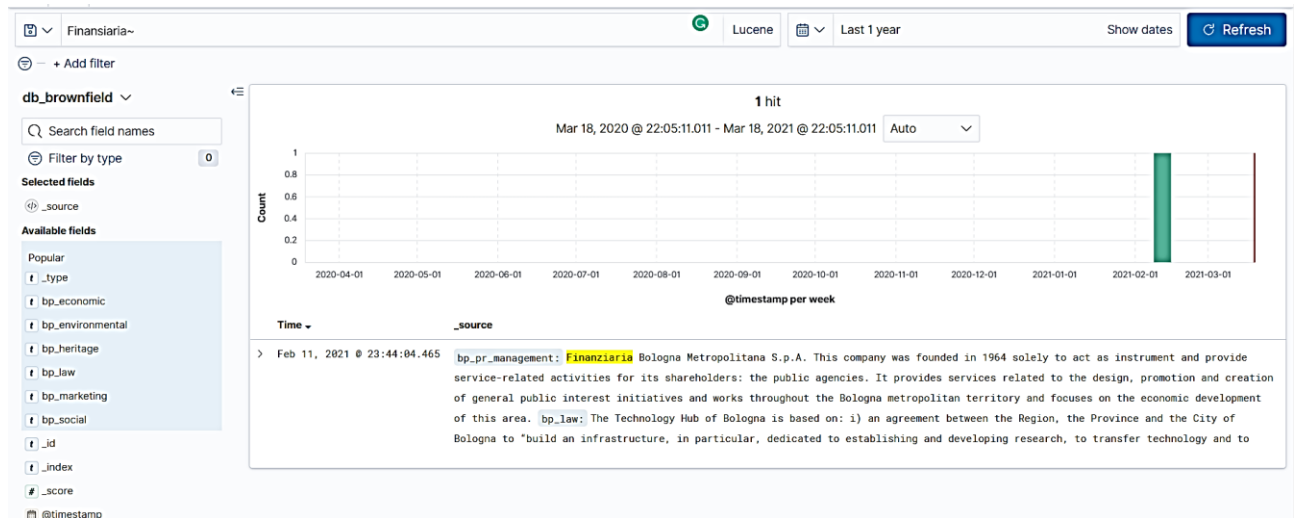 Finansiaria~
Lucene
Last 1 year
Show dates
Refresh
+ Add filter
db_brownfield
Search field names
Filter by type 0
Selected fields
_source
Available fields
Popular
t _type
t bp_economic
t bp_environmental
t bp_heritage
t bp_law
t bp_marketing
t bp_social
t _id
t _index
# _score
@timestamp
1 hit
Mar 18, 2020 @ 22:05:11.011 - Mar 18, 2021 @ 22:05:11.011 Auto
Count
1
0.8
0.6
0.4
0.2
0
2020-04-01 2020-05-01 2020-06-01 2020-07-01 2020-08-01 2020-09-01 2020-10-01 2020-11-01 2020-12-01 2021-01-01 2021-02-01 2021-03-01
@timestamp per week
Time _source
Feb 11, 2021 @ 23:44:04.465 bp_pr_management: Finanziaria Bologna Metropolitana S.p.A. This company was founded in 1964 solely to act as instrument and provide
service-related activities for its shareholders: the public agencies. It provides services related to the design, promotion and creation
of general public interest initiatives and works throughout the Bologna metropolitan territory and focuses on the economic development
of this area. bp_law: The Technology Hub of Bologna is based on: i) an agreement between the Region, the Province and the City of
Bologna to "build an infrastructure, in particular, dedicated to establishing and developing research, to transfer technology and to